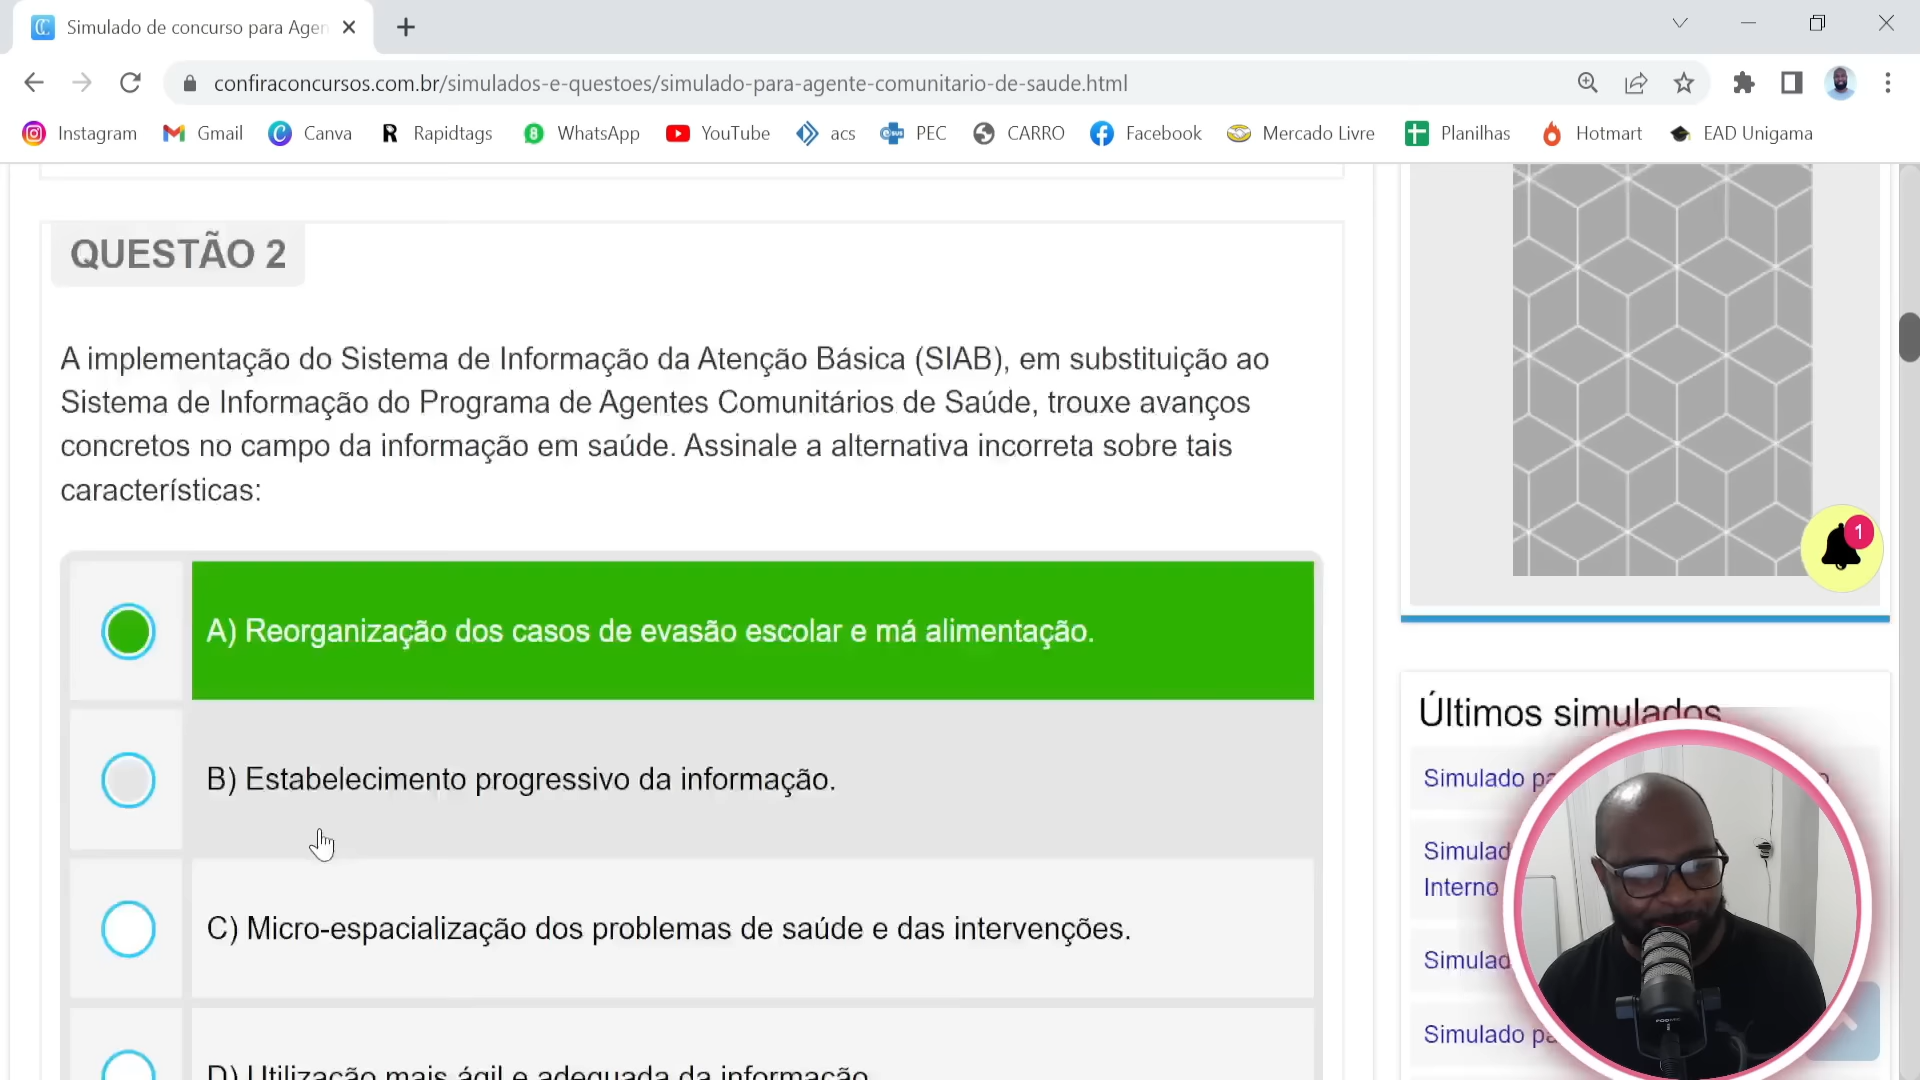 Simulado de concurso para Agen
confiraconcursos.com.br/simulados-e-questoes/simulado-para-agente-comunitario-de-saude.html
Instagram
Gmail
Canva
Rapidtags
8
WhatsApp
YouTube
acs
PEC
CARRO
Facebook
Mercado Livre
Planilhas
Hotmart
EAD Unigama
QUESTÃO 2
A implementação do Sistema de Informação da Atenção Básica (SIAB), em substituição ao
Sistema de Informação do Programa de Agentes Comunitários de Saúde, trouxe avanços
concretos no campo da informação em saúde. Assinale a alternativa incorreta sobre tais
características:
A) Reorganização dos casos de evasão escolar e má alimentação.
B) Estabelecimento progressivo da informação.
C) Micro-espacialização dos problemas de saúde e das intervenções.
D) Utilização mais ágil e adequada da informação
1
Últimos simulados
Simulado
Interno
Simulado